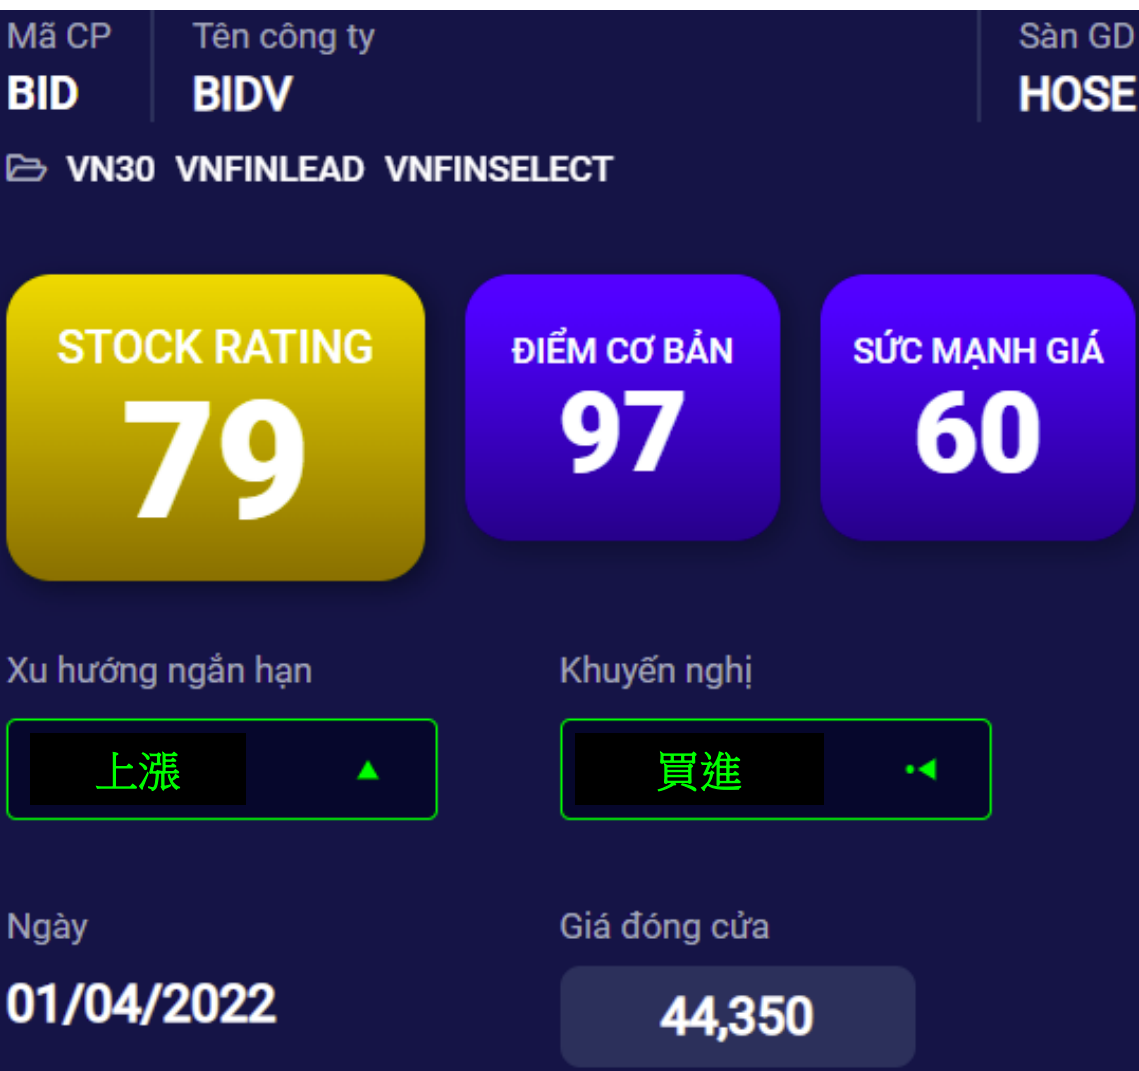 Mã CP Tên công ty Sàn GD
BID BIDV HOSE
VN30 VNFINLEAD VNFINSELECT
STOCK RATING ĐIỂM CƠ BẢN SỨC MẠNH GIÁ
79 97 60
Xu hướng ngắn hạn Khuyến nghị
上漲 買進
Ngày Giá đóng cửa
01/04/2022 44,350